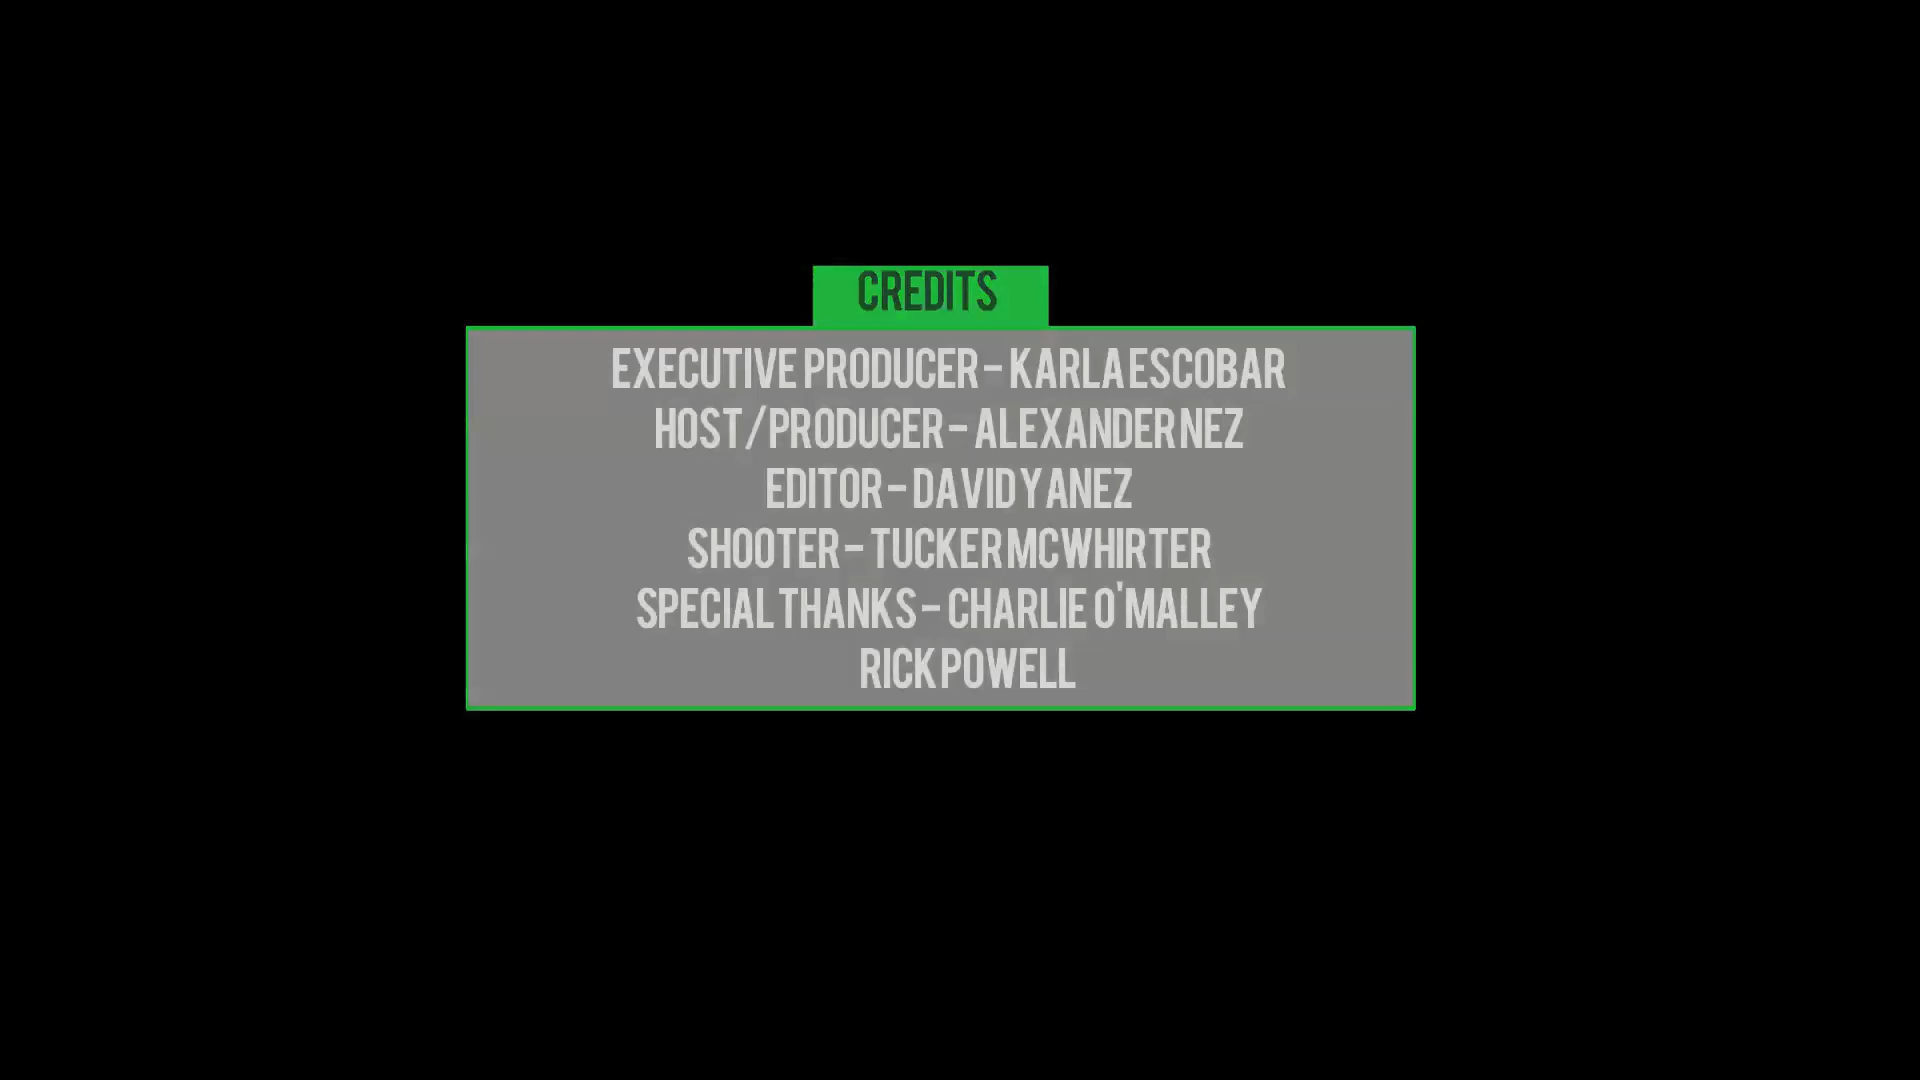 CREDITS
EXECUTIVE PRODUCER - KARLA ESCOBAR
HOST/PRODUCER - ALEXANDER NEZ
EDITOR - DAVID YANEZ
SHOOTER - TUCKER MCWHIRTER
SPECIAL THANKS - CHARLIE O'MALLEY
RICK POWELL